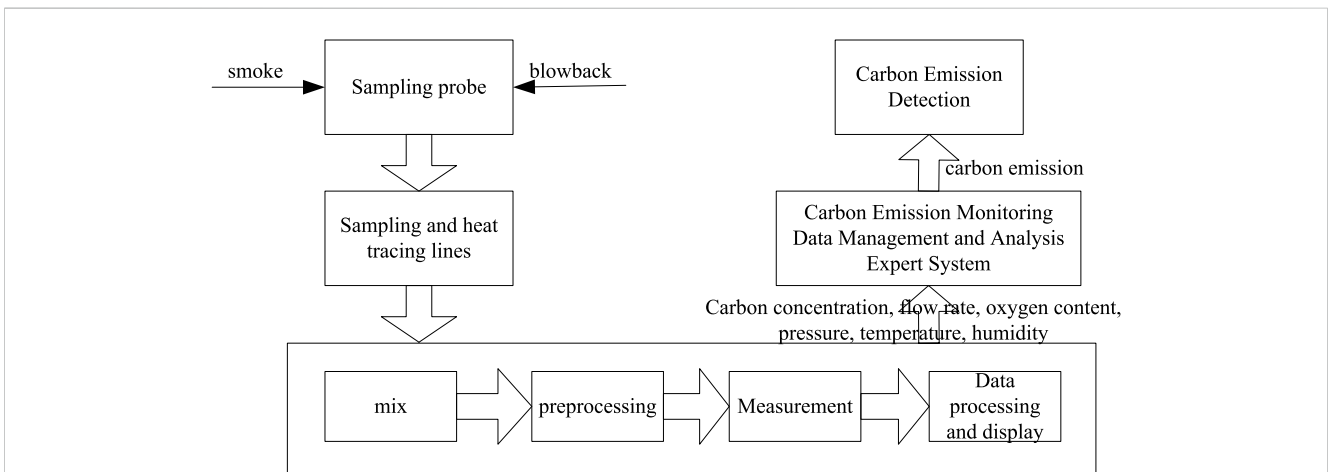 smoke
Sampling probe
blowback
Carbon Emission
Detection
carbon emission
Sampling and heat
tracing lines
Carbon Emission Monitoring
Data Management and Analysis
Expert System
Carbon concentration, flow rate, oxygen content,
pressure, temperature, humidity
mix
preprocessing
Measurement
Data
processing
and display